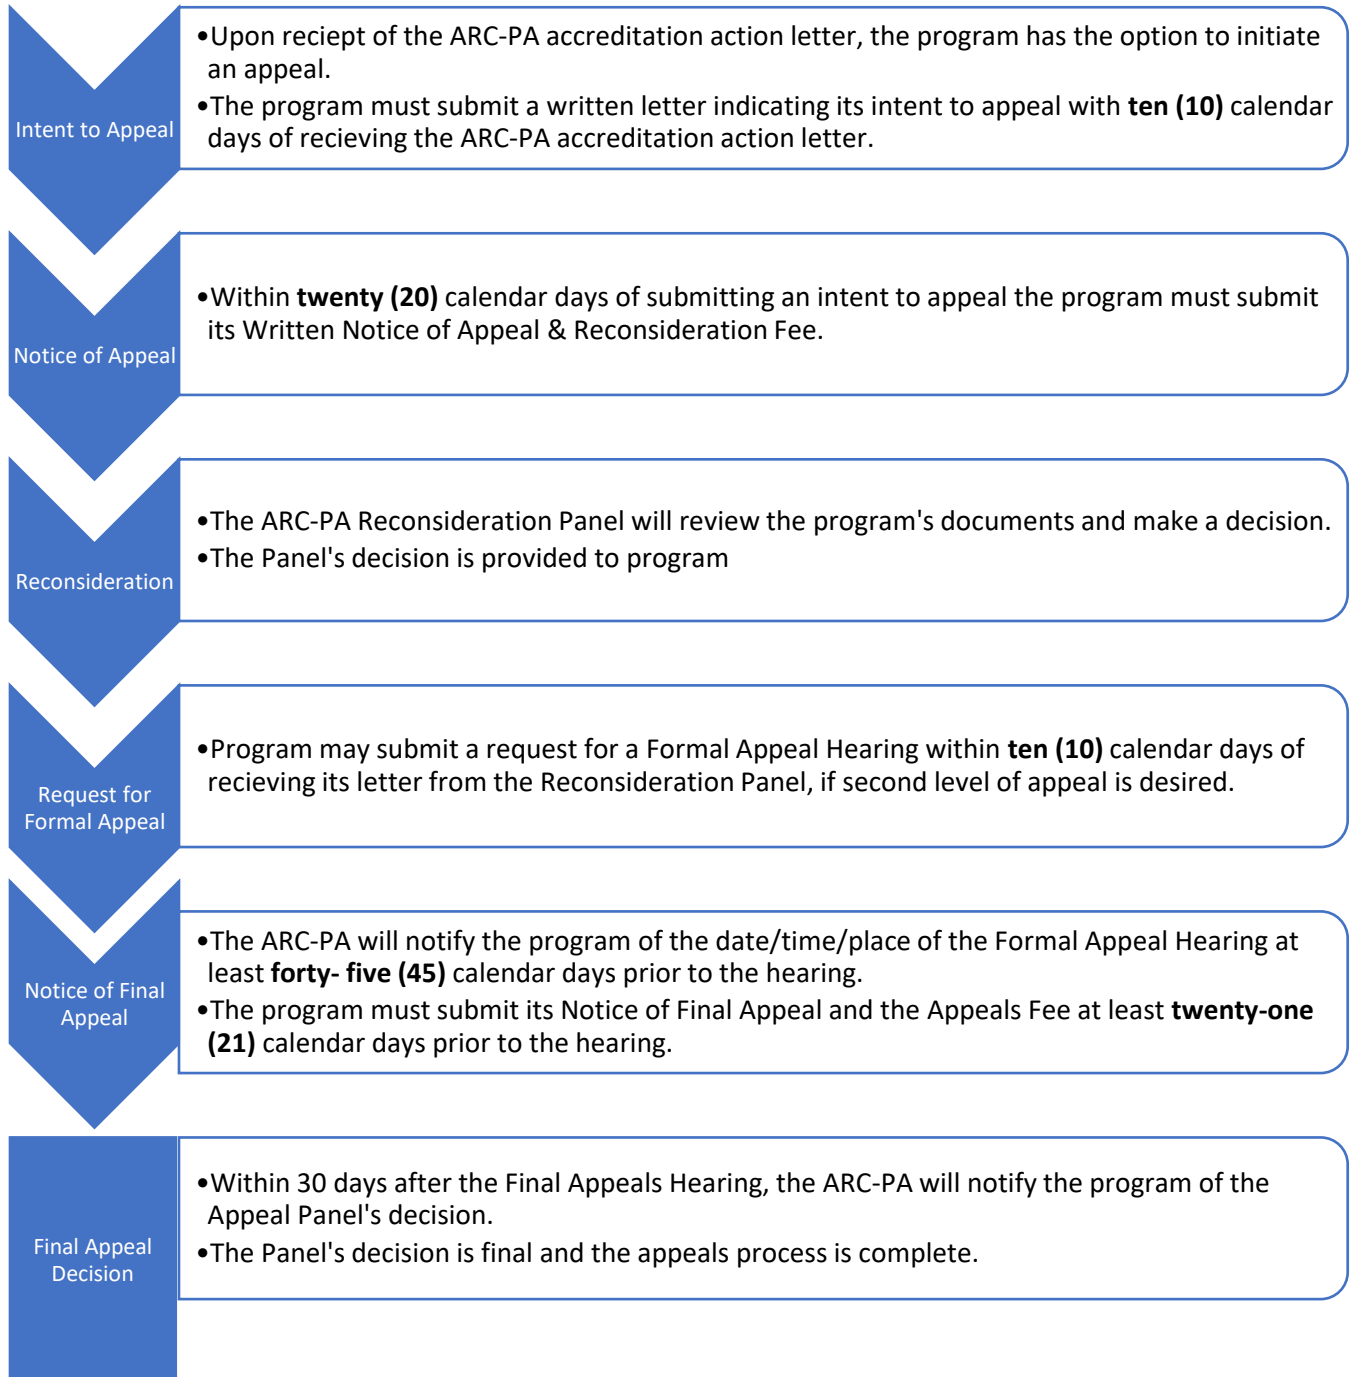 Intent to Appeal
•Upon reciept of the ARC-PA accreditation action letter, the program has the option to initiate
an appeal.
•The program must submit a written letter indicating its intent to appeal with ten (10) calendar
days of recieving the ARC-PA accreditation action letter.
Notice of Appeal
•Within twenty (20) calendar days of submitting an intent to appeal the program must submit
its Written Notice of Appeal & Reconsideration Fee.
Reconsideration
•The ARC-PA Reconsideration Panel will review the program's documents and make a decision.
•The Panel's decision is provided to program
Request for
Formal Appeal
•Program may submit a request for a Formal Appeal Hearing within ten (10) calendar days of
recieving its letter from the Reconsideration Panel, if second level of appeal is desired.
Notice of Final
Appeal
•The ARC-PA will notify the program of the date/time/place of the Formal Appeal Hearing at
least forty- five (45) calendar days prior to the hearing.
•The program must submit its Notice of Final Appeal and the Appeals Fee at least twenty-one
(21) calendar days prior to the hearing.
Final Appeal
Decision
•Within 30 days after the Final Appeals Hearing, the ARC-PA will notify the program of the
Appeal Panel's decision.
•The Panel's decision is final and the appeals process is complete.